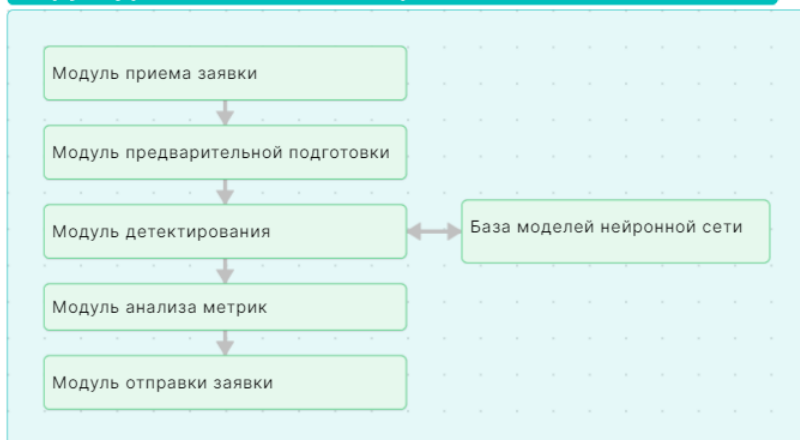 Модуль приема заявки
Модуль предварительной подготовки
Модуль детектирования
База моделей нейронной сети
Модуль анализа метрик
Модуль отправки заявки